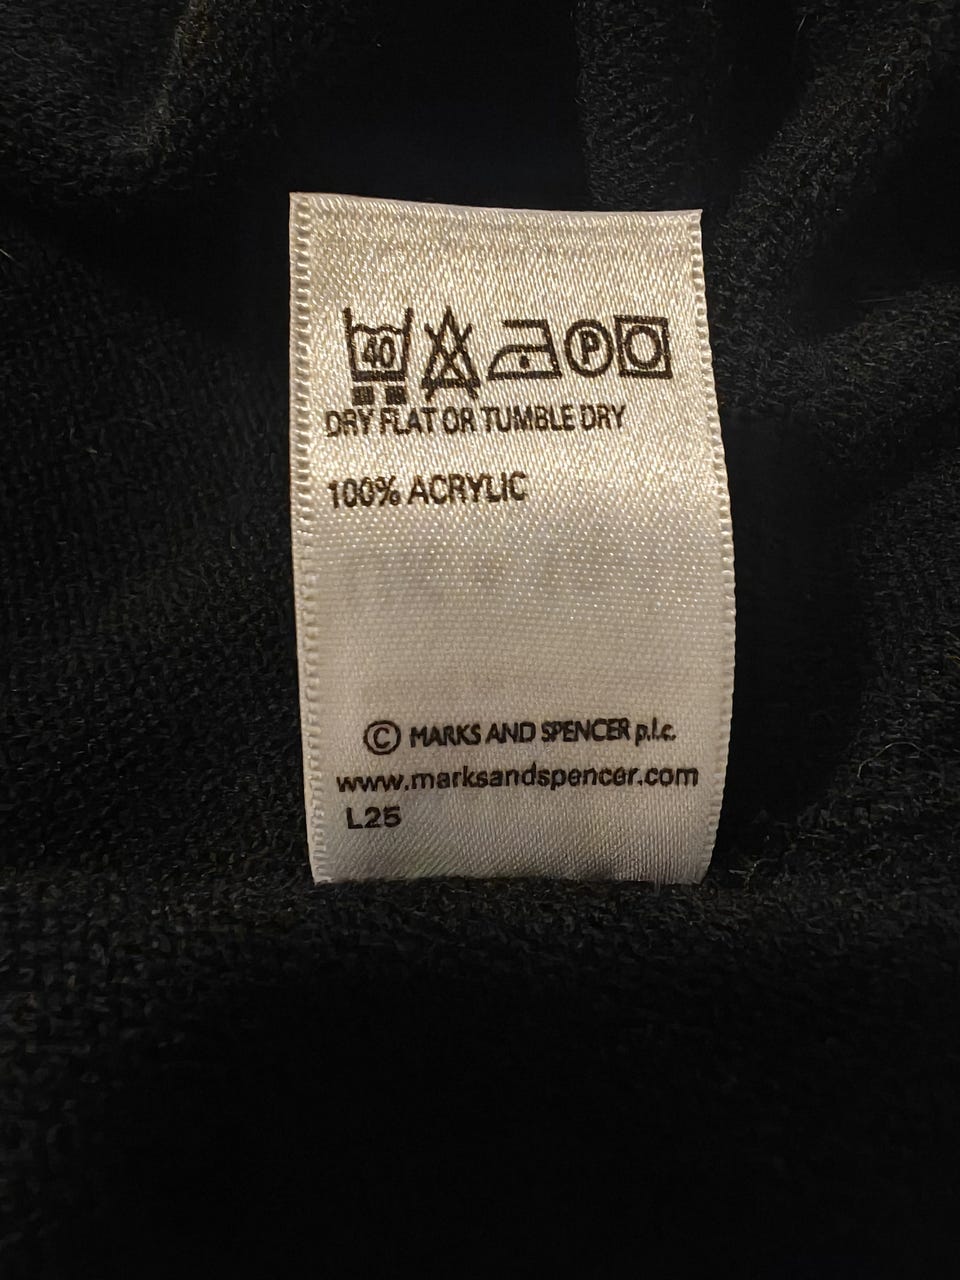 40 P
DRY FLAT OR TUMBLE DRY
100% ACRYLIC
© MARKS AND SPENCER p.l.c.
www.marksandspencer.com
L25